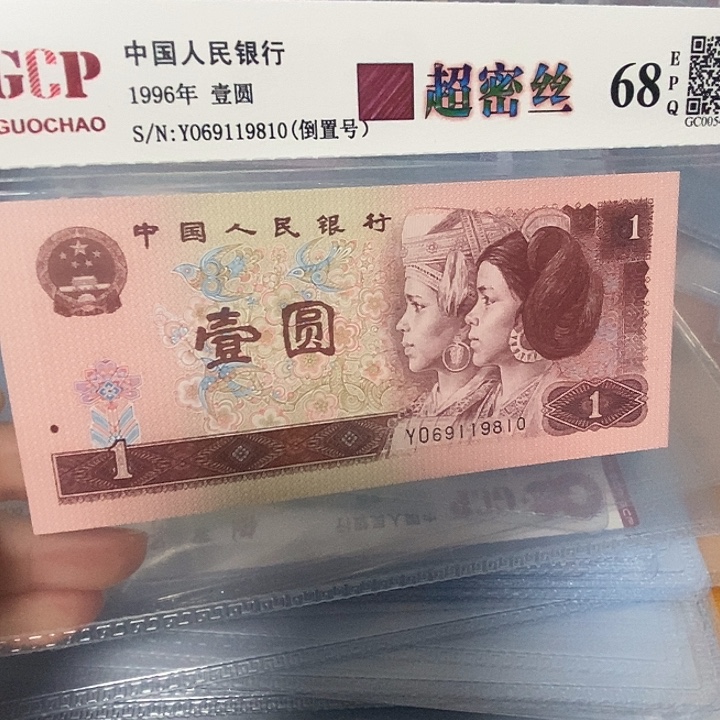 GCP
GUOCHAO
中国人民银行
1996年 壹圆
S/N:Y069119810(倒置号)
超密丝
68
EPQ
中国人民银行
壹圆
1
Y069119810
1
1